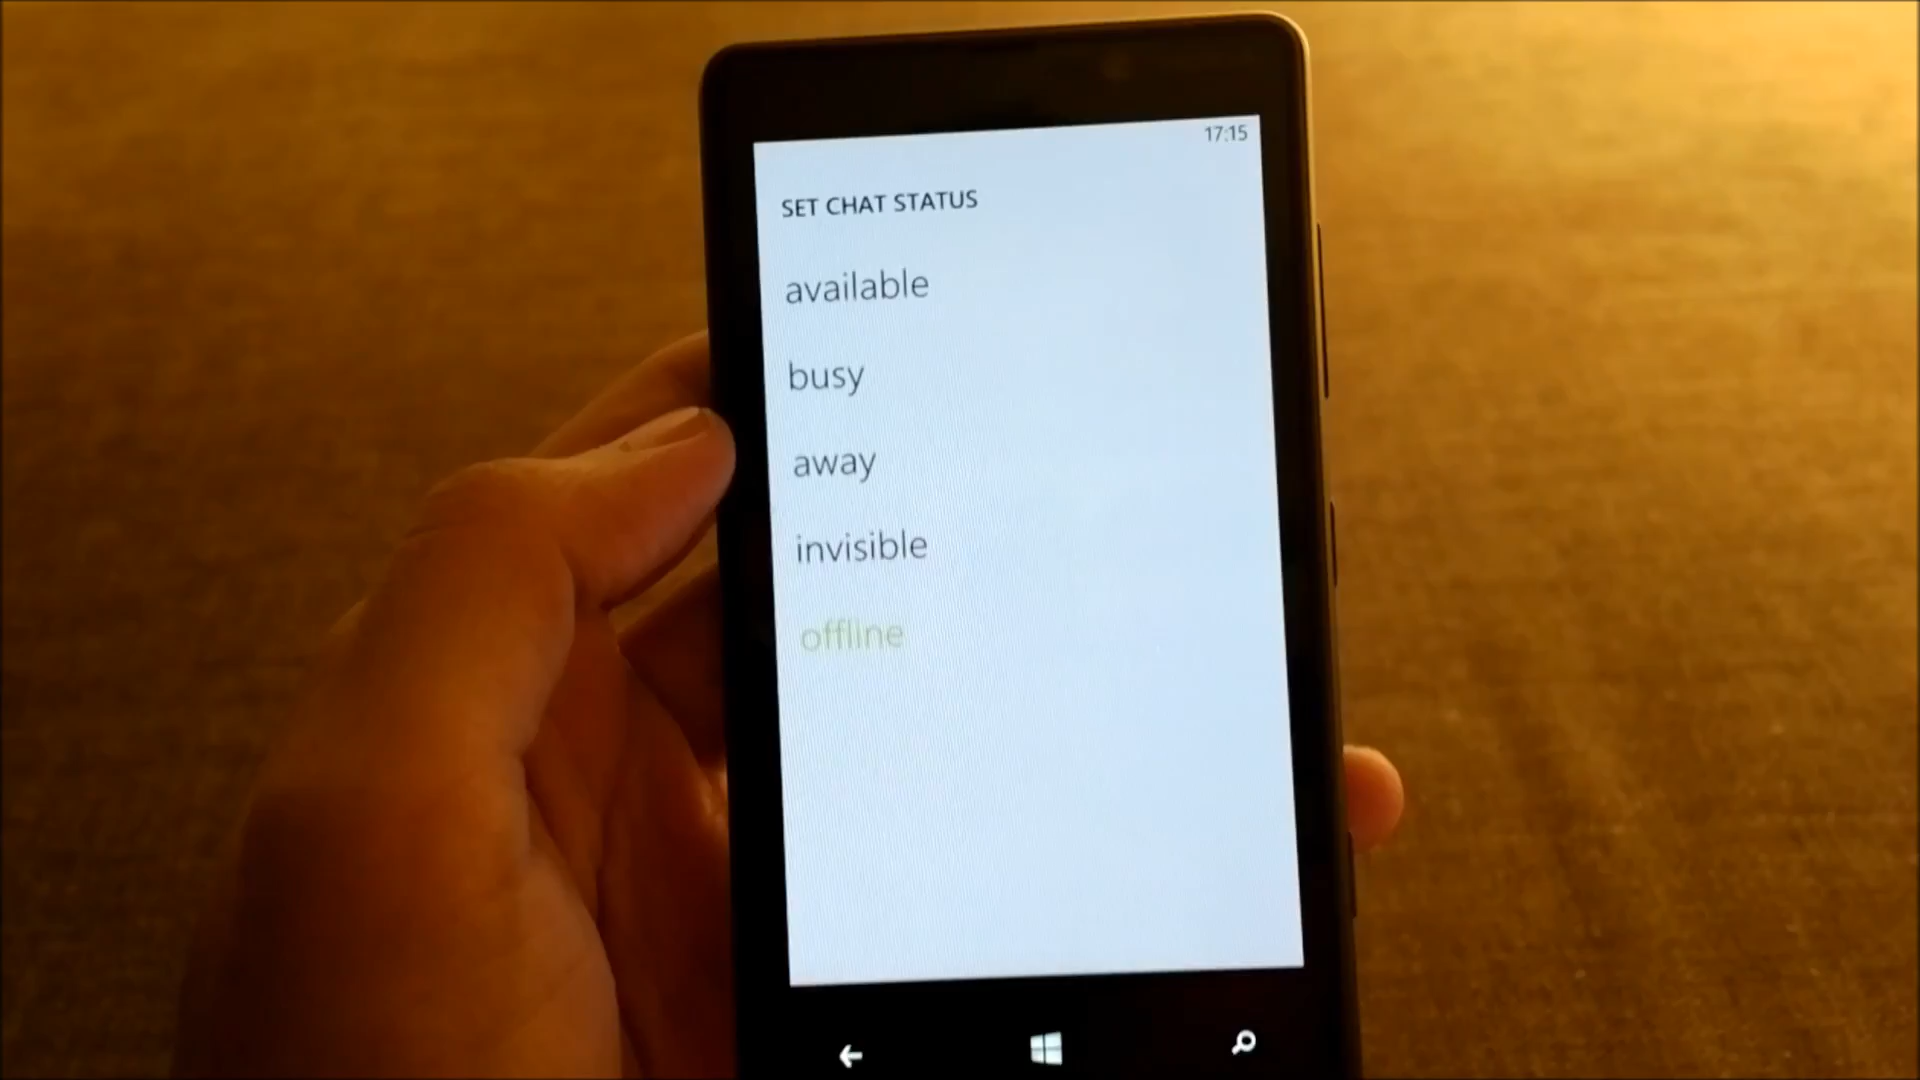 17:15
SET CHAT STATUS
available
busy
away
invisible
offline